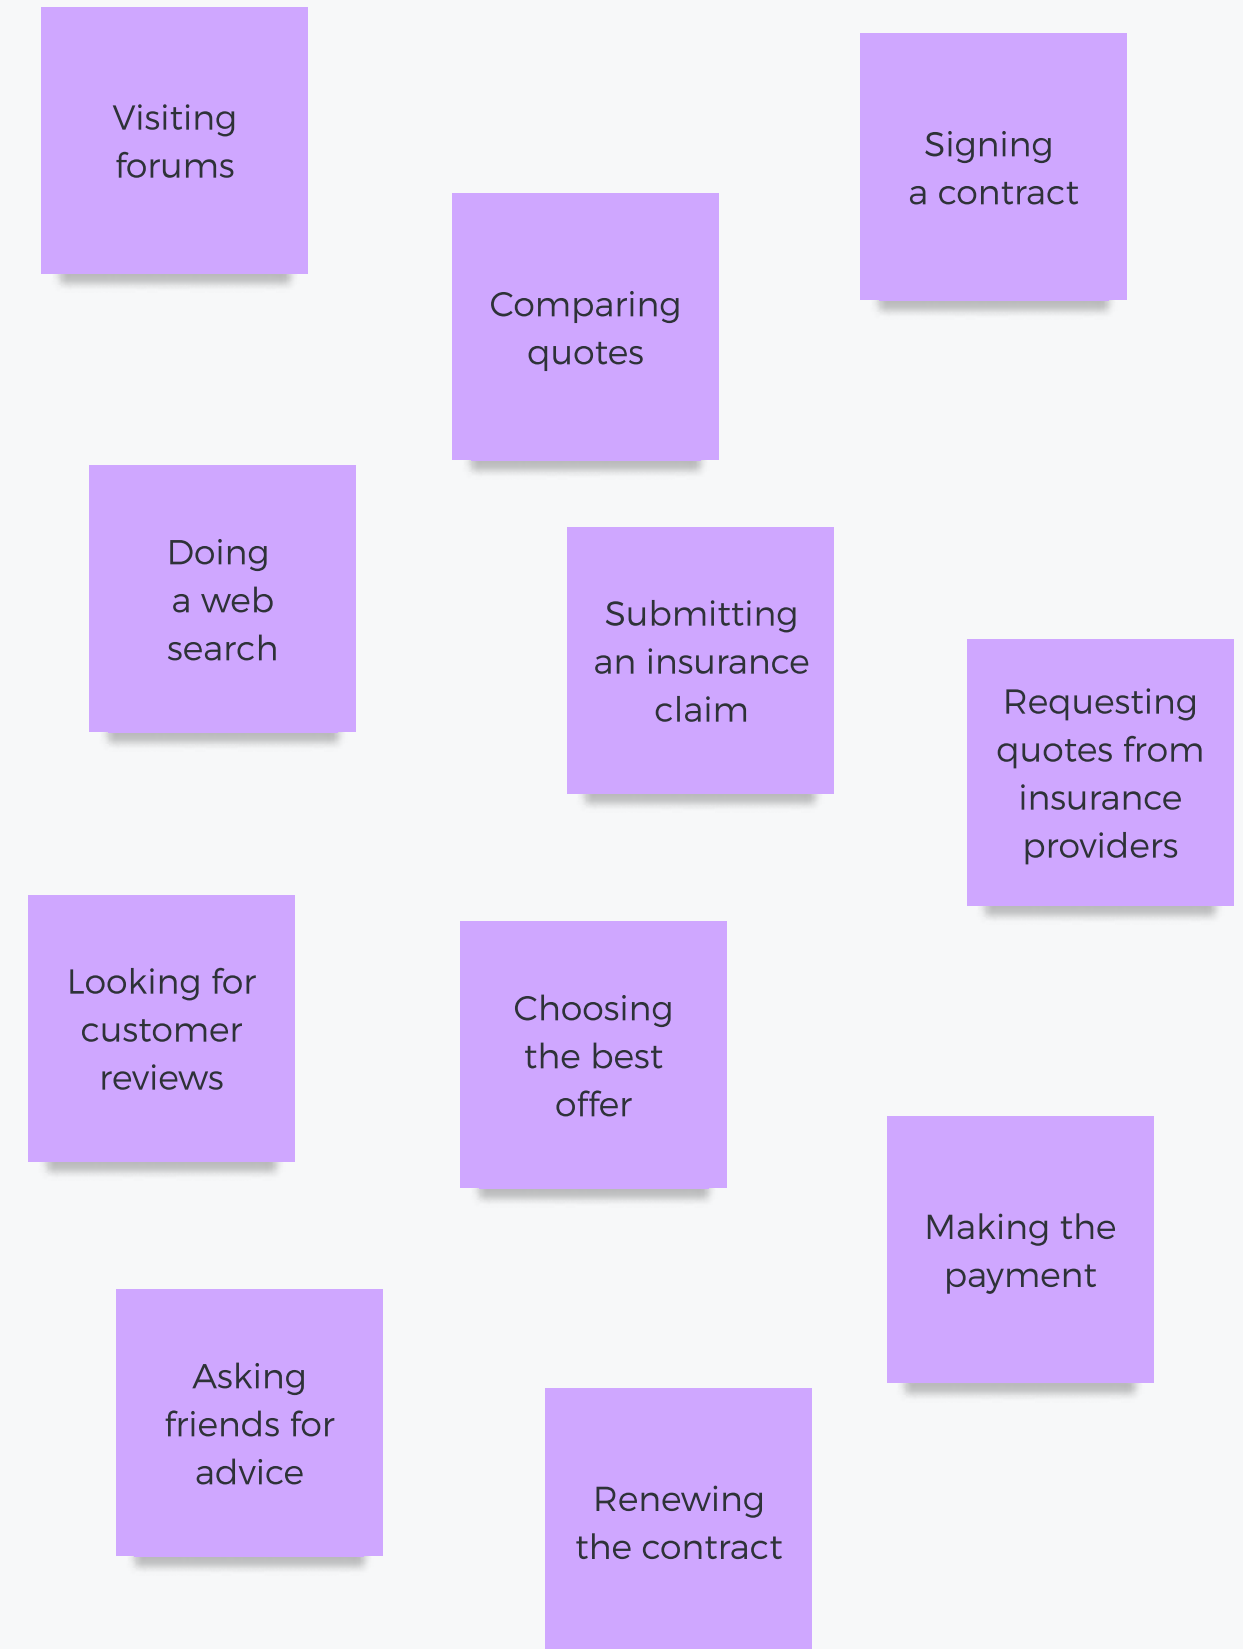 Visiting
forums
Signing
a contract
Comparing
quotes
Doing
a web
search
Submitting
an insurance
claim
Requesting
quotes from
insurance
providers
Looking for
customer
reviews
Choosing
the best
offer
Making the
payment
Asking
friends for
advice
Renewing
the contract